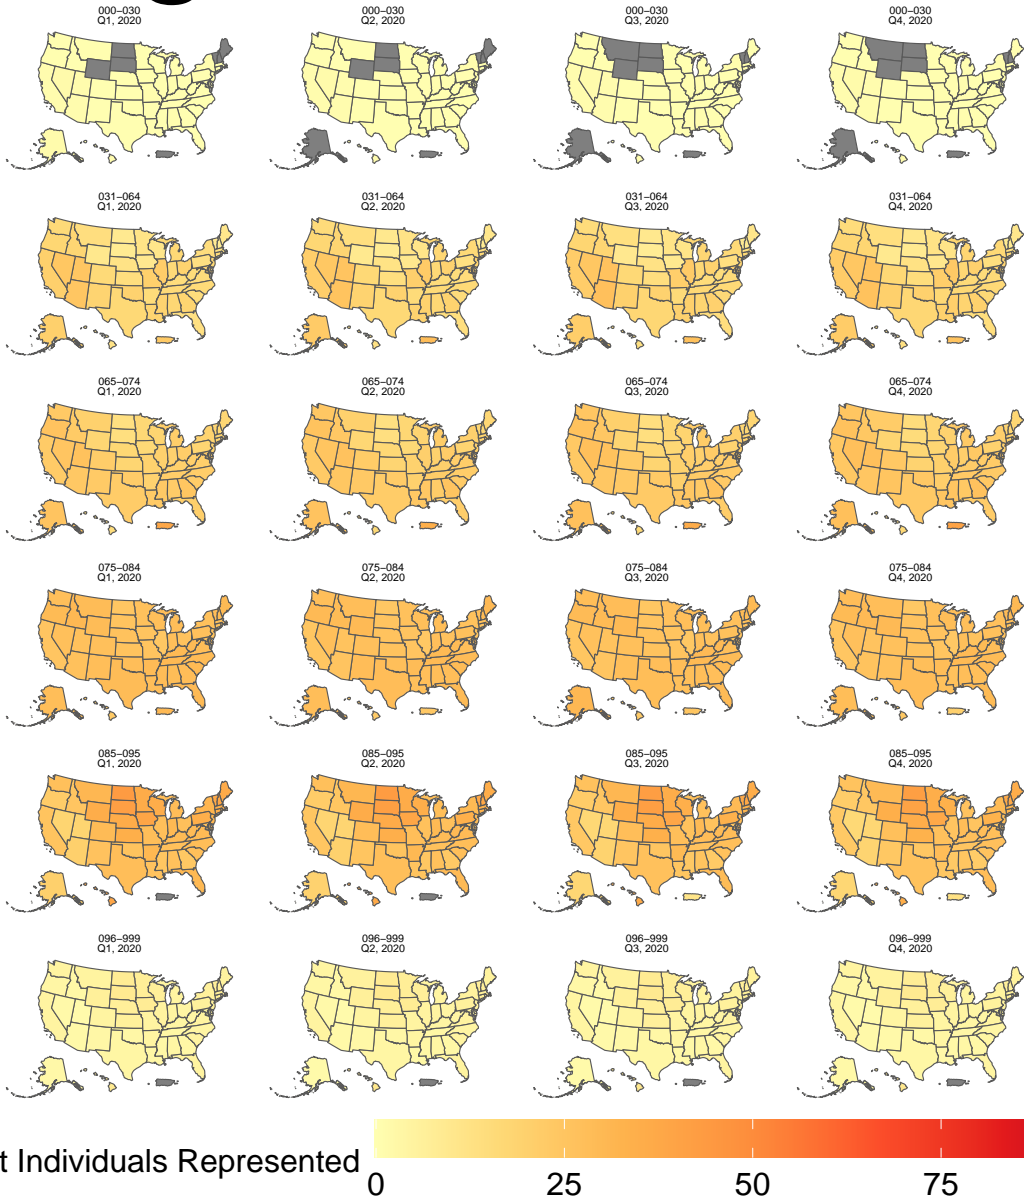 000–030 000–030 000–030 000–030
Q1, 2020 Q2, 2020 Q3, 2020 Q4, 2020
031–064 031–064 031–064 031–064
Q1, 2020 Q2, 2020 Q3, 2020 Q4, 2020
065–074 065–074 065–074 065–074
Q1, 2020 Q2, 2020 Q3, 2020 Q4, 2020
075–084 075–084 075–084 075–084
Q1, 2020 Q2, 2020 Q3, 2020 Q4, 2020
085–095 085–095 085–095 085–095
Q1, 2020 Q2, 2020 Q3, 2020 Q4, 2020
096–999 096–999 096–999 096–999
Q1, 2020 Q2, 2020 Q3, 2020 Q4, 2020
t Individuals Represented
0 25 50 75